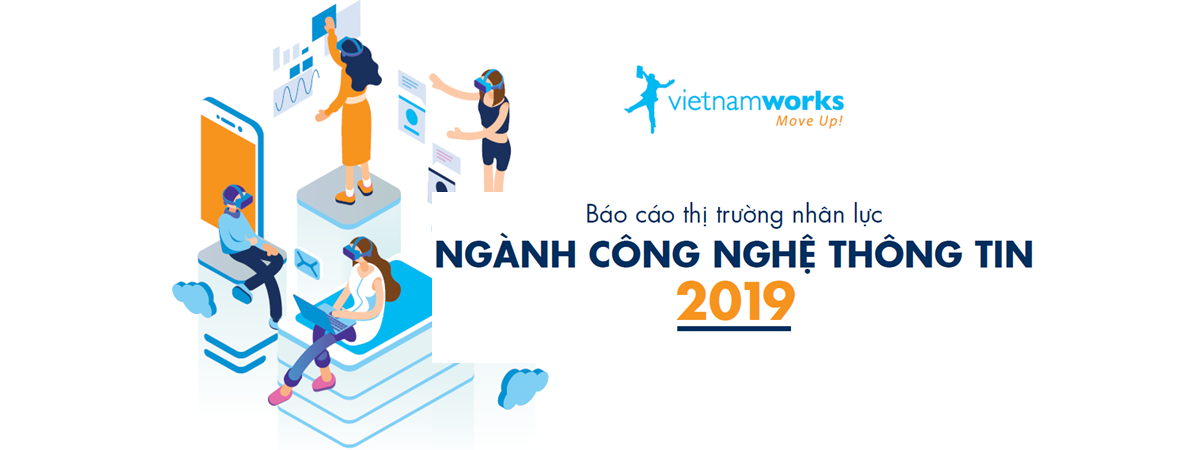 vietnamworks
Move Up!
Báo cáo thị trường nhân lực
NGÀNH CÔNG NGHỆ THÔNG TIN
2019